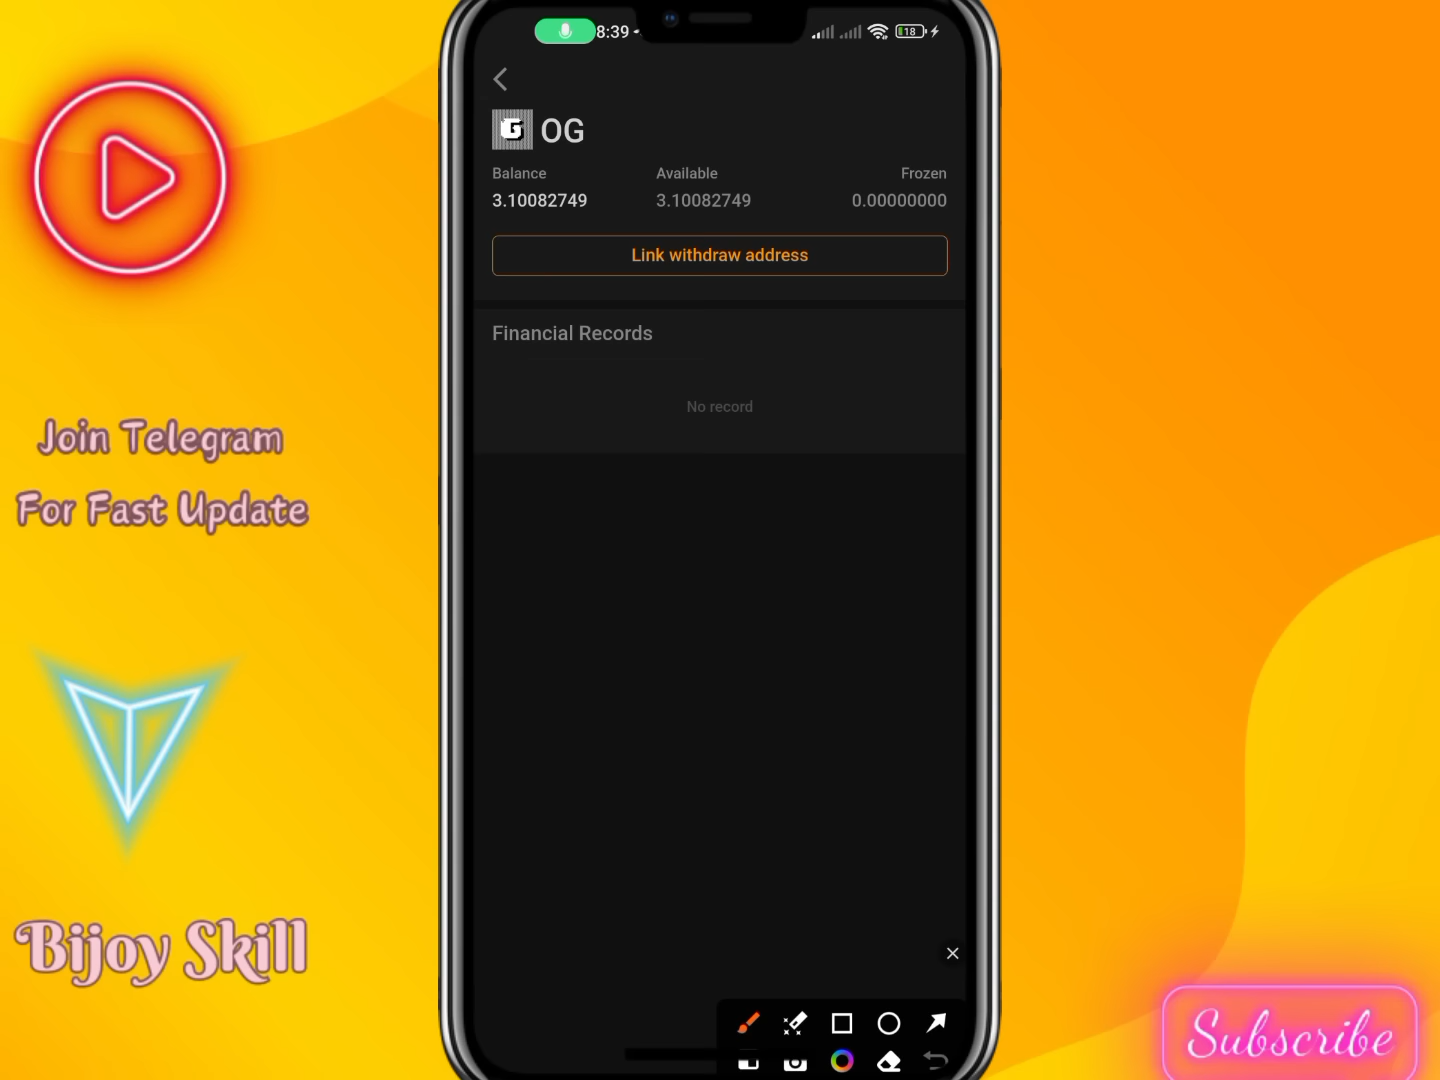 8:39
18
OG
Balance
Available
Frozen
3.10082749
3.10082749
0.00000000
Link withdraw address
Financial Records
No record
Join Telegram
For Fast Update
Bijoy Skill
Subscribe